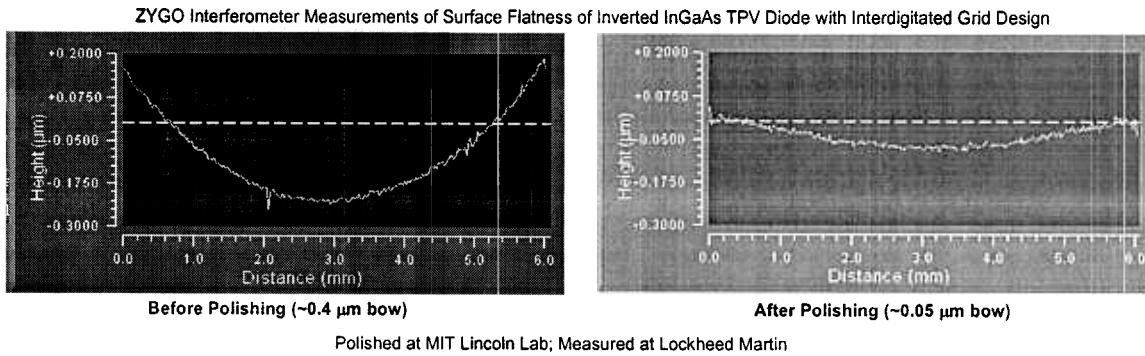 ZYGO Interferometer Measurements of Surface Flatness of Inverted InGaAs TPV Diode with Interdigitated Grid Design
+0.2000
+0.0750
-0.0500
-0.1750
-0.3000
Height (µm)
0.0 1.0 2.0 3.0 4.0 5.0 6.0
Distance (mm)
Before Polishing (~0.4 µm bow)
+0.2000
+0.0750
-0.0500
-0.1750
-0.3000
Height (µm)
0.0 1.0 2.0 3.0 4.0 5.0 6.0
Distance (mm)
After Polishing (~0.05 µm bow)
Polished at MIT Lincoln Lab; Measured at Lockheed Martin